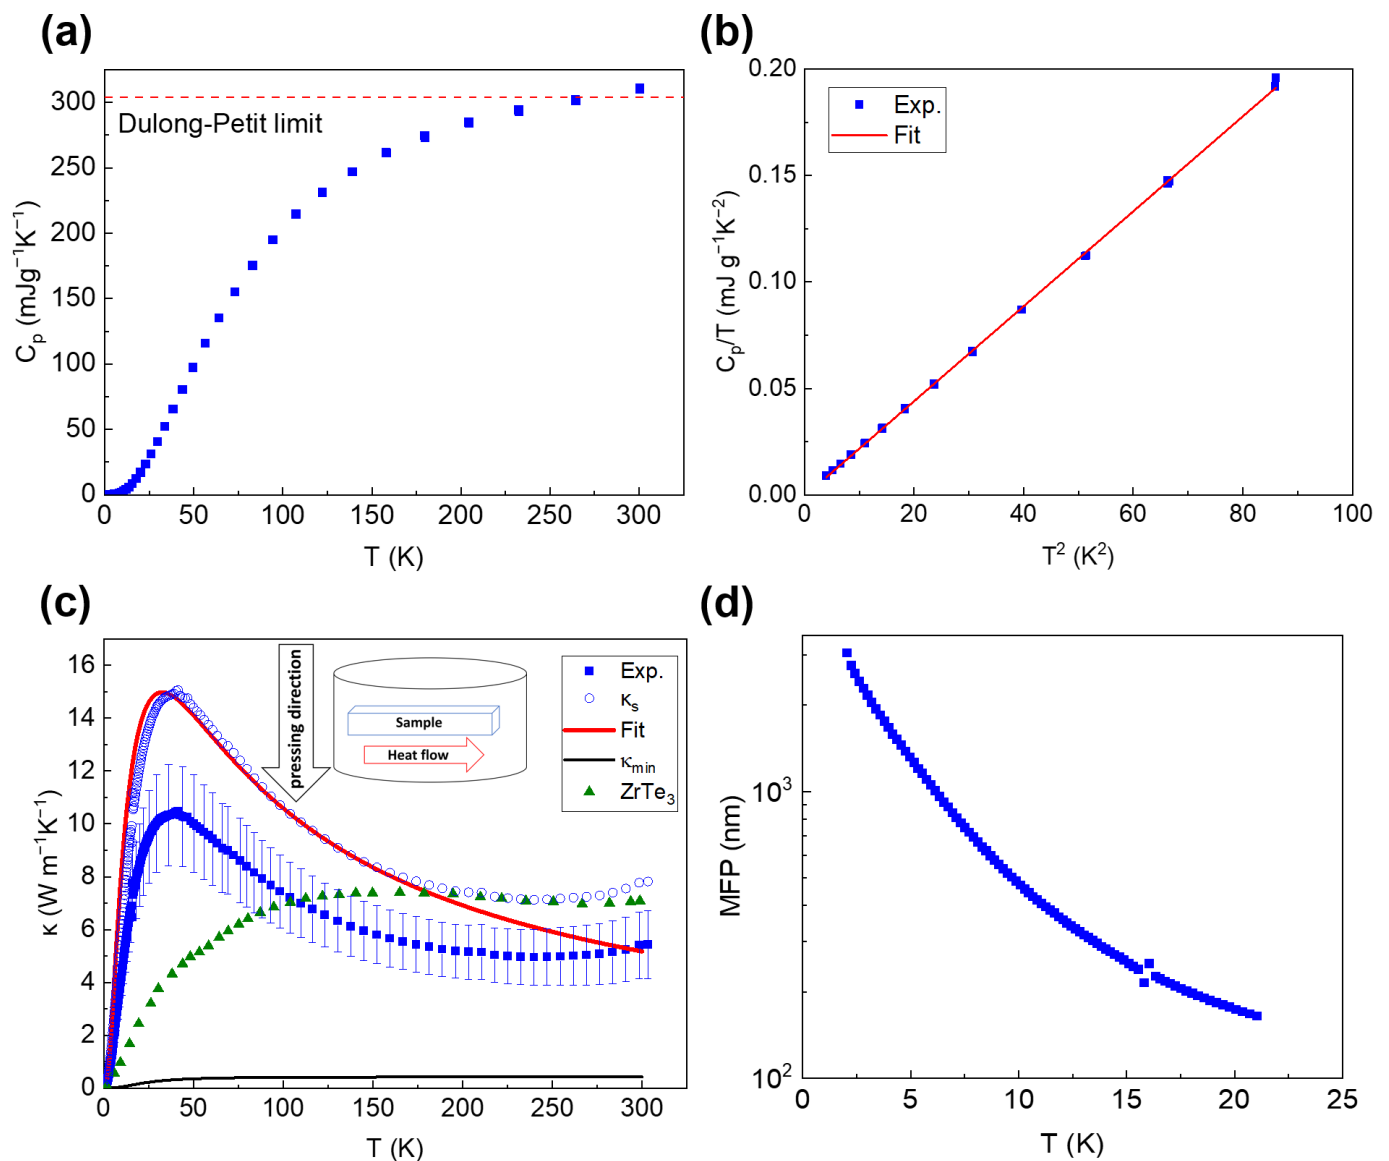 (a)
C_p (mJg⁻¹K⁻¹)
300
250
200
150
100
50
0
Dulong-Petit limit
0 50 100 150 200 250 300
T (K)
(b)
C_p/T (mJ g⁻¹K⁻²)
0.20
0.15
0.10
0.05
0.00
Exp.
Fit
0 20 40 60 80 100
T² (K²)
(c)
κ (W m⁻¹K⁻¹)
16
14
12
10
8
6
4
2
0
pressing direction
Sample
Heat flow
Exp.
κ_s
Fit
κ_min
ZrTe₃
0 50 100 150 200 250 300
T (K)
(d)
MFP (nm)
10³
10²
0 5 10 15 20 25
T (K)